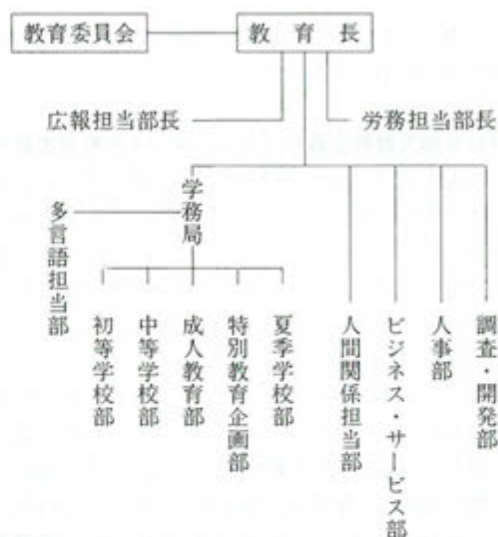 教育委員会
教育長
広報担当部長
労務担当部長
学務局
多言語担当部
初等学校部
中等学校部
成人教育部
特別教育企画部
夏季学校部
人間関係担当部
ビジネス・サービス部
人事部
調査・開発部